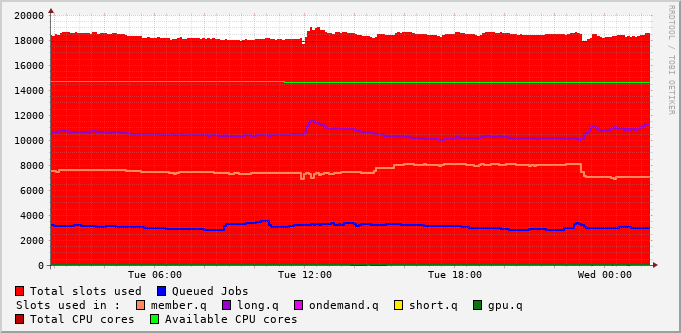 RRDTOOL / TOBI OETIKER
20000
18000
16000
14000
12000
10000
8000
6000
4000
2000
0
Tue 06:00 Tue 12:00 Tue 18:00 Wed 00:00
Total slots used Queued Jobs
Slots used in : member.q long.q ondemand.q short.q gpu.q
Total CPU cores Available CPU cores